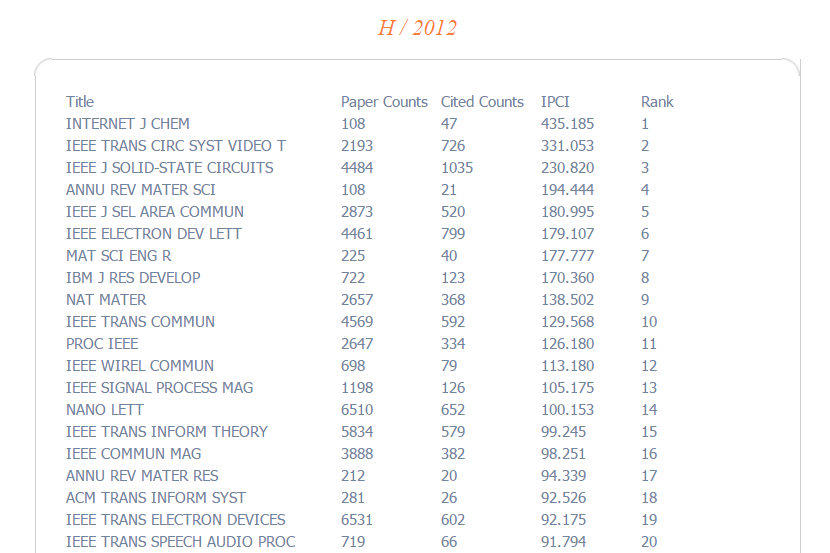 H / 2012
Title Paper Counts Cited Counts IPCI Rank
INTERNET J CHEM 108 47 435.185 1
IEEE TRANS CIRC SYST VIDEO T 2193 726 331.053 2
IEEE J SOLID-STATE CIRCUITS 4484 1035 230.820 3
ANNU REV MATER SCI 108 21 194.444 4
IEEE J SEL AREA COMMUN 2873 520 180.995 5
IEEE ELECTRON DEV LETT 4461 799 179.107 6
MAT SCI ENG R 225 40 177.777 7
IBM J RES DEVELOP 722 123 170.360 8
NAT MATER 2657 368 138.502 9
IEEE TRANS COMMUN 4569 592 129.568 10
PROC IEEE 2647 334 126.180 11
IEEE WIREL COMMUN 698 79 113.180 12
IEEE SIGNAL PROCESS MAG 1198 126 105.175 13
NANO LETT 6510 652 100.153 14
IEEE TRANS INFORM THEORY 5834 579 99.245 15
IEEE COMMUN MAG 3888 382 98.251 16
ANNU REV MATER RES 212 20 94.339 17
ACM TRANS INFORM SYST 281 26 92.526 18
IEEE TRANS ELECTRON DEVICES 6531 602 92.175 19
IEEE TRANS SPEECH AUDIO PROC 719 66 91.794 20